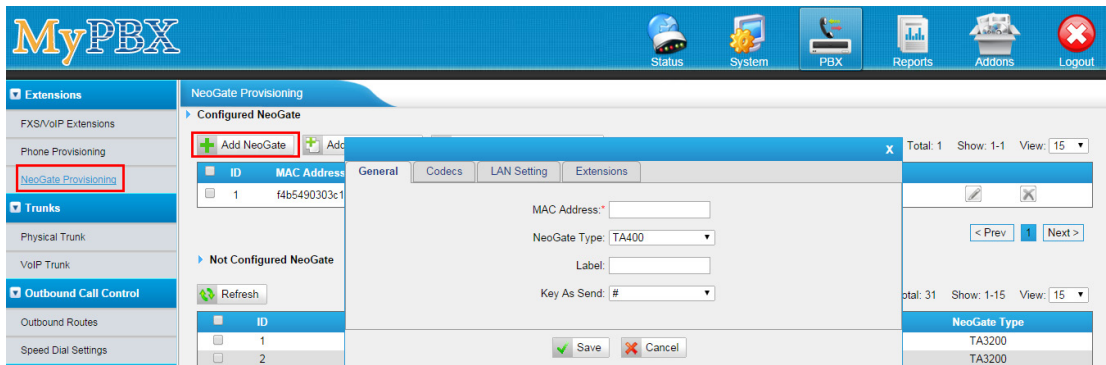 MyPBX
Status
System
PBX
Reports
Addons
Logout
Extensions
FXS/VoIP Extensions
Phone Provisioning
NeoGate Provisioning
Trunks
Physical Trunk
VoIP Trunk
Outbound Call Control
Outbound Routes
Speed Dial Settings
NeoGate Provisioning
Configured NeoGate
Add NeoGate
Total: 1 Show: 1-1 View: 15
ID MAC Address
1 f4b5490303c1
< Prev 1 Next >
Not Configured NeoGate
Refresh
Show: 1-15 View: 15
ID NeoGate Type
1 TA3200
2 TA3200
X
General Codecs LAN Setting Extensions
MAC Address:*
NeoGate Type: TA400
Label:
Key As Send: #
Save Cancel